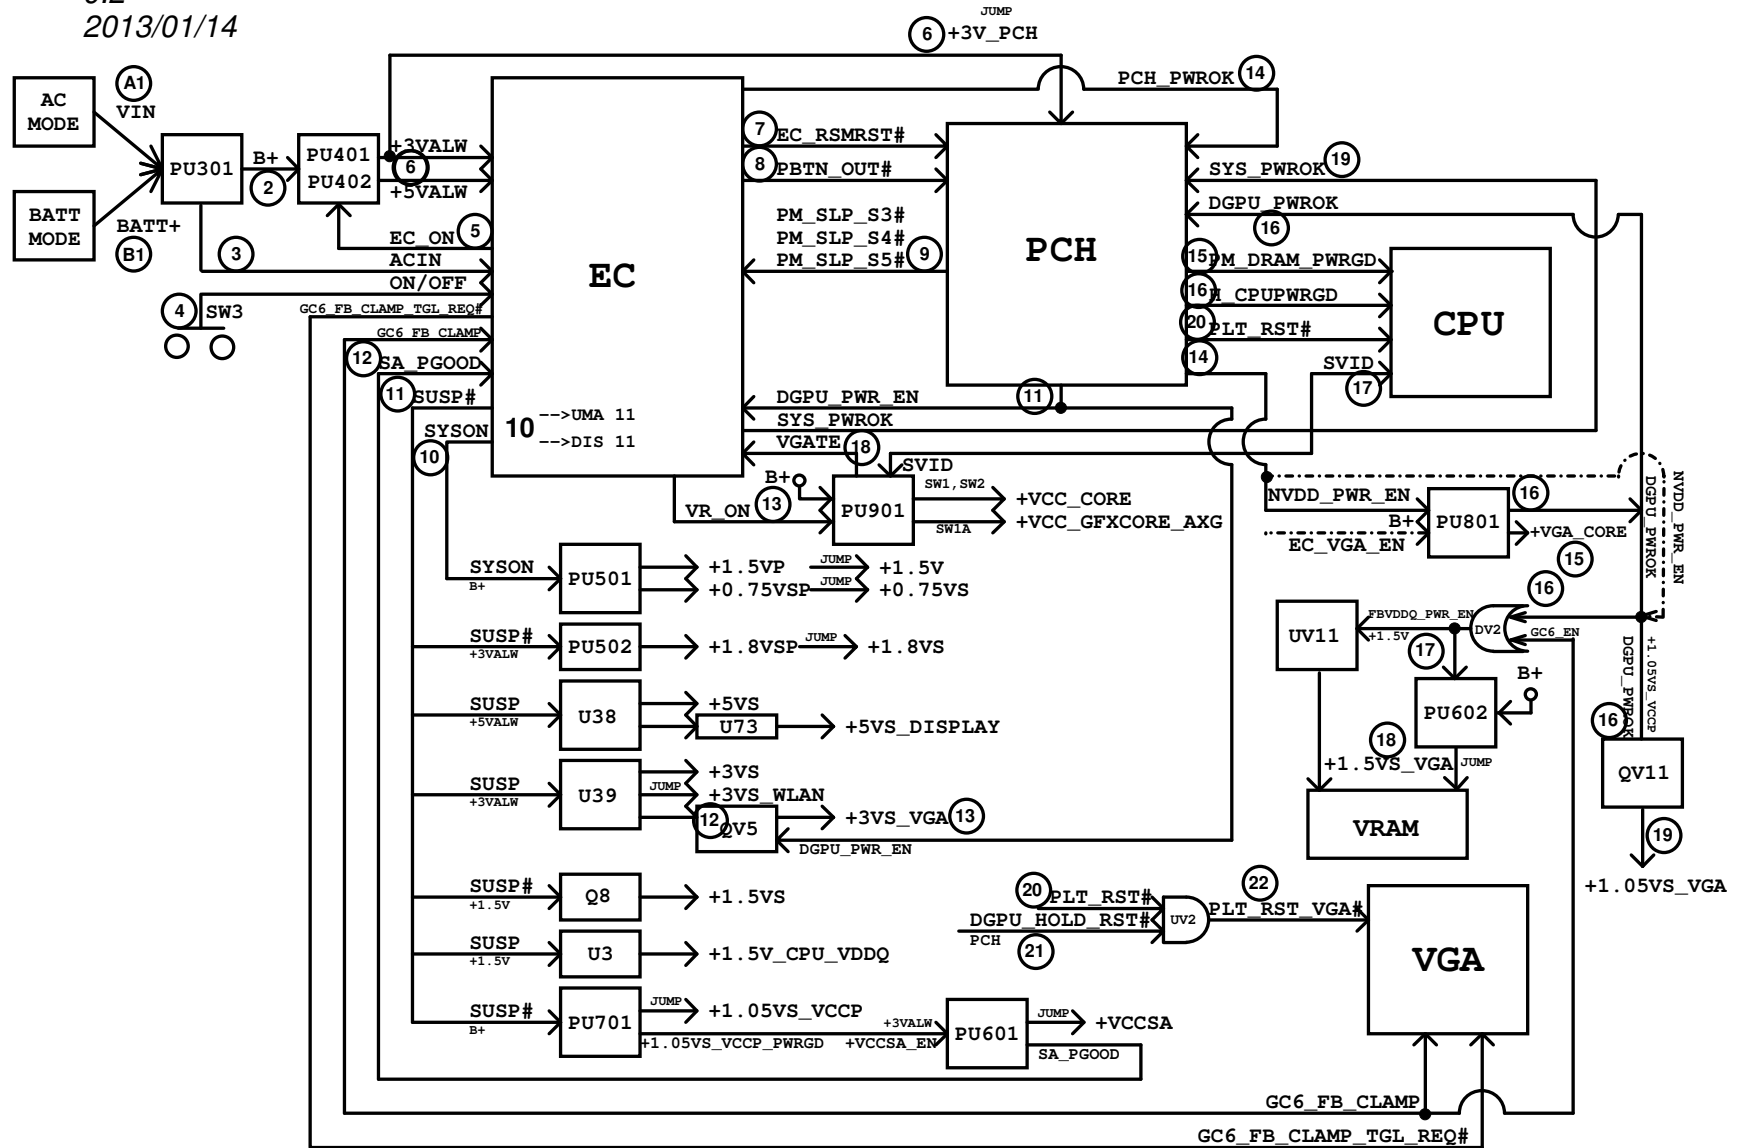 2013/01/14
JUMP
6 +3V_PCH
AC
MODE
A1
VIN
PCH_PWROK 14
PU301
B+
2
PU401
PU402
+3VALW
6
+5VALW
BATT
MODE
BATT+
B1
3
5
EC_ON
ACIN
ON/OFF
4 SW3
GC6_FB_CLAMP_TGL_REQ#
GC6_FB_CLAMP
12 SA_PGOOD
11 SUSP#
SYSON
10
EC
10 -->UMA 11
-->DIS 11
7 EC_RSMRST#
8 PBTN_OUT#
PM_SLP_S3#
PM_SLP_S4#
PM_SLP_S5# 9
PCH
SYS_PWROK 19
DGPU_PWROK
16
15 PM_DRAM_PWRGD
16 H_CPUPWRGD
20 PLT_RST#
14
SVID
17
CPU
DGPU_PWR_EN
11
SYS_PWROK
VGATE 18
SVID
B+
13
VR_ON
PU901
SW1,SW2
+VCC_CORE
+VCC_GFXCORE_AXG
SW1A
NVDD_PWR_EN
B+
EC_VGA_EN
PU801
16
+VGA_CORE
15
DGPU_PWROK
NVDD_PWR_EN
SYSON
B+
PU501
+1.5VP JUMP +1.5V
+0.75VSP JUMP +0.75VS
SUSP#
+3VALW
PU502
+1.8VSP JUMP +1.8VS
SUSP
+5VALW
U38
+5VS
U73
+5VS_DISPLAY
SUSP
+3VALW
U39
+3VS
JUMP
+3VS_WLAN
12
QV5
+3VS_VGA 13
DGPU_PWR_EN
16
FBVDDQ_PWR_EN
+1.5V
UV11
DV2
GC6_EN
17
B+
PU602
18
+1.5VS_VGA JUMP
VRAM
DGPU_PWROK
+1.05VS_VCCP
16
QV11
19
+1.05VS_VGA
SUSP#
+1.5V
Q8
+1.5VS
SUSP
+1.5V
U3
+1.5V_CPU_VDDQ
SUSP#
B+
PU701
JUMP
+1.05VS_VCCP
+1.05VS_VCCP_PWRGD
+3VALW
+VCCSA_EN
PU601
JUMP
+VCCSA
SA_PGOOD
20 PLT_RST#
DGPU_HOLD_RST#
PCH
21
UV2
22
PLT_RST_VGA#
VGA
GC6_FB_CLAMP
GC6_FB_CLAMP_TGL_REQ#